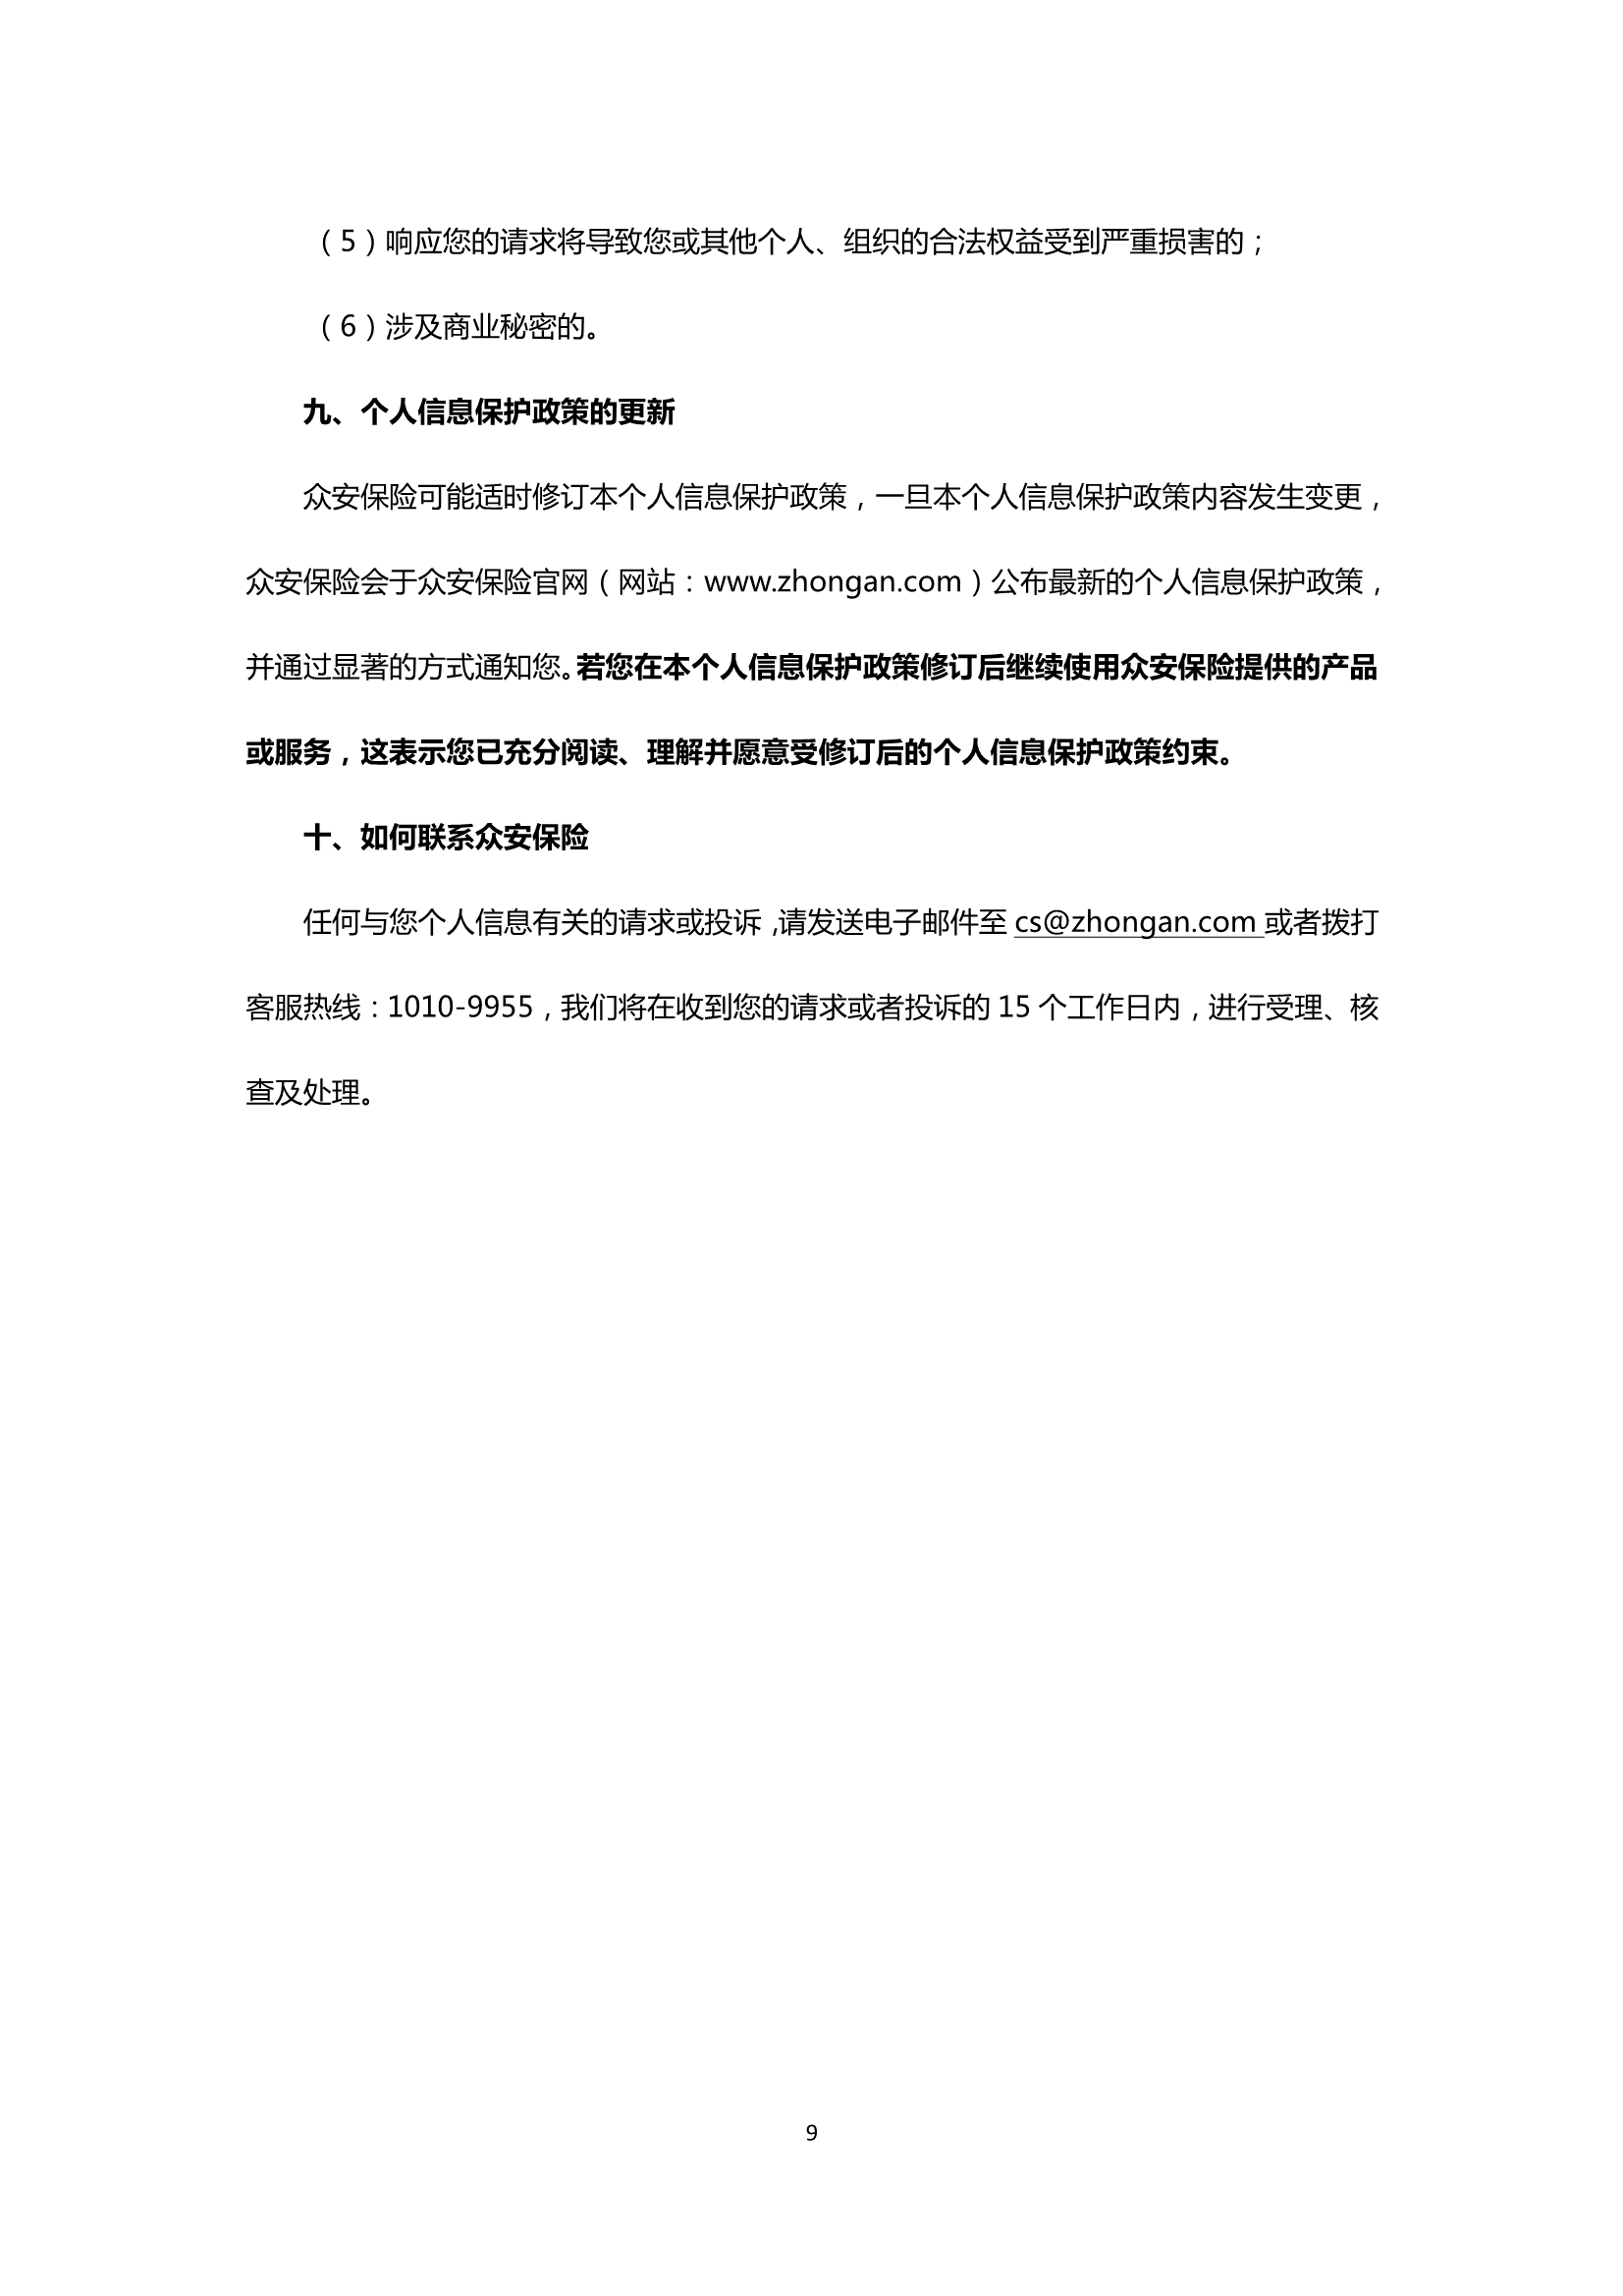 （5）响应您的请求将导致您或其他个人、组织的合法权益受到严重损害的；
（6）涉及商业秘密的。
九、个人信息保护政策的更新
众安保险可能适时修订本个人信息保护政策，一旦本个人信息保护政策内容发生变更，
众安保险会于众安保险官网（网站：www.zhongan.com）公布最新的个人信息保护政策，
并通过显著的方式通知您。若您在本个人信息保护政策修订后继续使用众安保险提供的产品
或服务，这表示您已充分阅读、理解并愿意受修订后的个人信息保护政策约束。
十、如何联系众安保险
任何与您个人信息有关的请求或投诉，请发送电子邮件至 cs@zhongan.com 或者拨打
客服热线：1010-9955，我们将在收到您的请求或者投诉的 15 个工作日内，进行受理、核
查及处理。
9